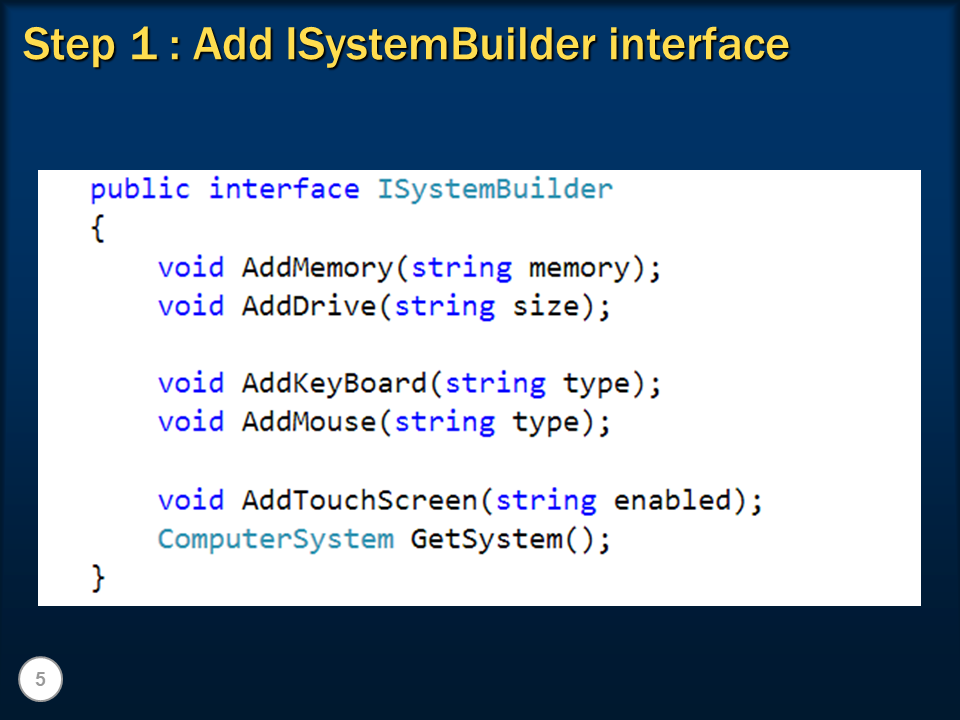 Step 1 : Add ISystemBuilder interface
public interface ISystemBuilder
{
void AddMemory(string memory);
void AddDrive(string size);
void AddKeyBoard(string type);
void AddMouse(string type);
void AddTouchScreen(string enabled);
ComputerSystem GetSystem();
}
5